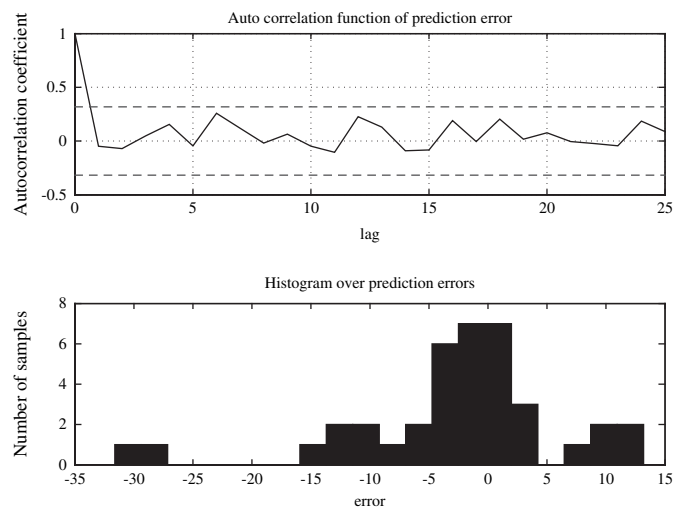 Auto correlation function of prediction error
Autocorrelation coefficient
1
0.5
0
-0.5
0 5 10 15 20 25
lag
Histogram over prediction errors
Number of samples
8
6
4
2
0
-35 -30 -25 -20 -15 -10 -5 0 5 10 15
error